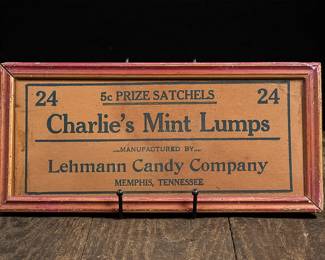 24 5c PRIZE SATCHELS 24
Charlie's Mint Lumps
MANUFACTURED BY
Lehmann Candy Company
MEMPHIS, TENNESSEE